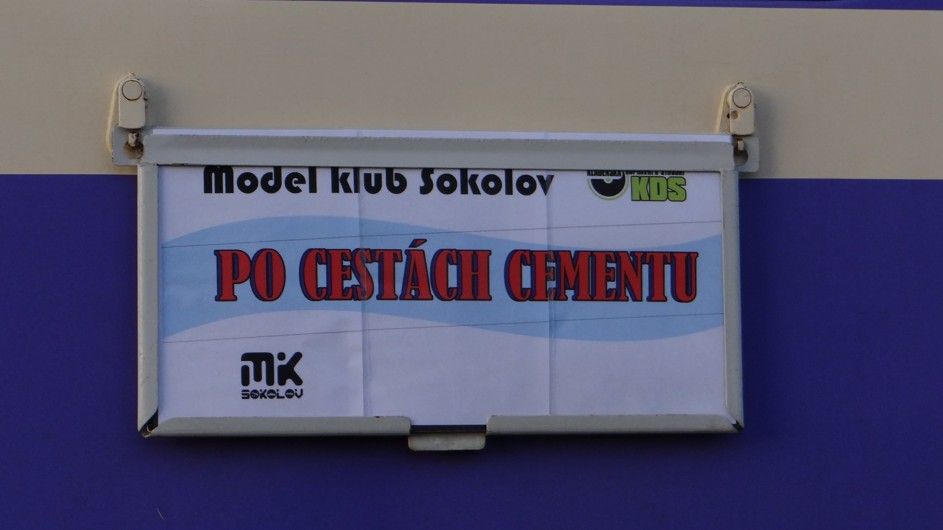 Model klub Sokolov
KDS
PO CESTÁCH CEMENTU
MK
SOKOLOV